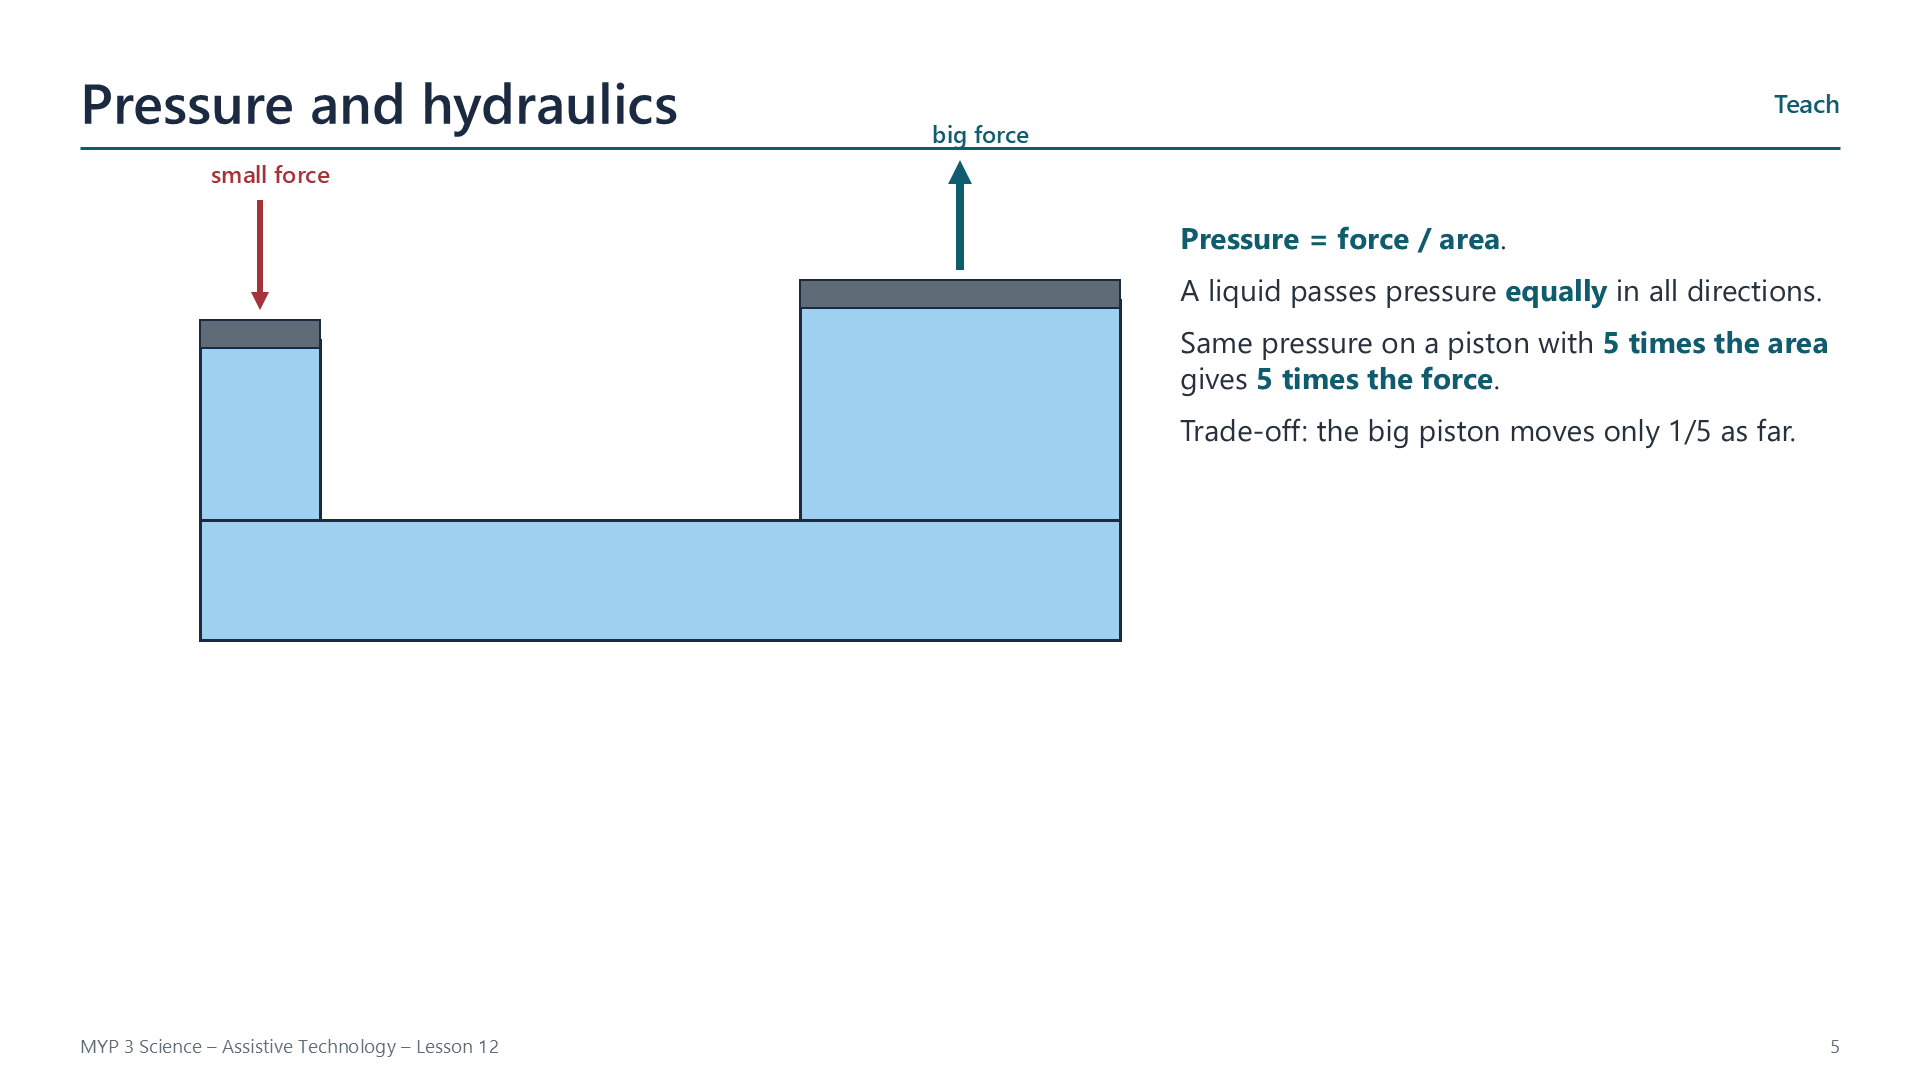 Pressure and hydraulics
Teach
big force
small force
Pressure = force / area.
A liquid passes pressure equally in all directions.
Same pressure on a piston with 5 times the area
gives 5 times the force.
Trade-off: the big piston moves only 1/5 as far.
MYP 3 Science – Assistive Technology – Lesson 12
5